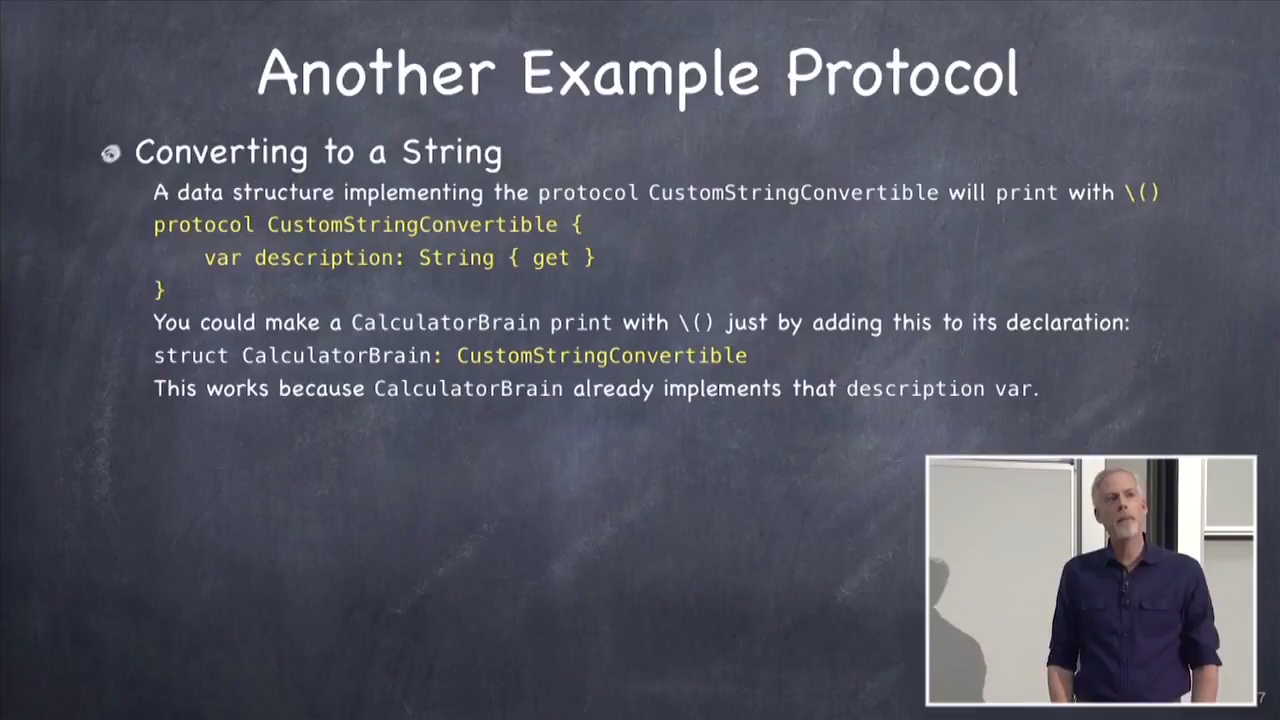 Another Example Protocol
Converting to a String
A data structure implementing the protocol CustomStringConvertible will print with \()
protocol CustomStringConvertible {
    var description: String { get }
}
You could make a CalculatorBrain print with \() just by adding this to its declaration:
struct CalculatorBrain: CustomStringConvertible
This works because CalculatorBrain already implements that description var.
7